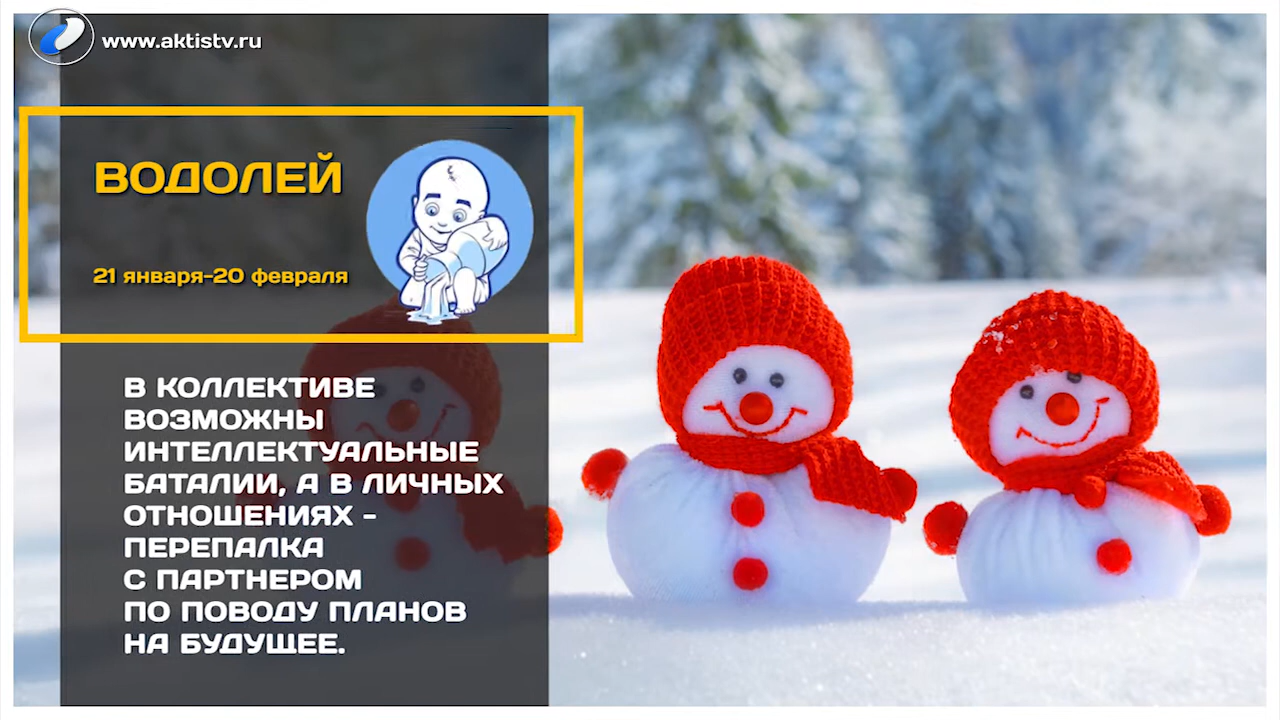 www.aktistv.ru
ВОДОЛЕЙ
21 января-20 февраля
В КОЛЛЕКТИВЕ
ВОЗМОЖНЫ
ИНТЕЛЛЕКТУАЛЬНЫЕ
БАТАЛИИ, А В ЛИЧНЫХ
ОТНОШЕНИЯХ -
ПЕРЕПАЛКА
С ПАРТНЕРОМ
ПО ПОВОДУ ПЛАНОВ
НА БУДУЩЕЕ.